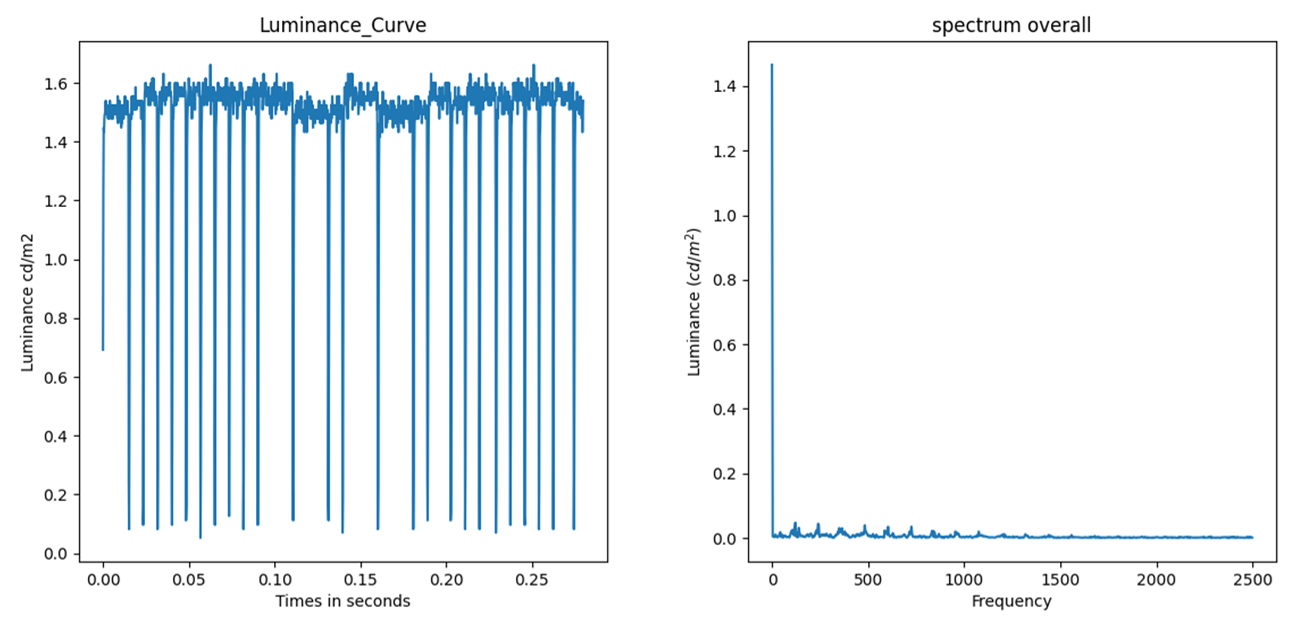 Luminance_Curve
Luminance cd/m2
1.6
1.4
1.2
1.0
0.8
0.6
0.4
0.2
0.0
0.00 0.05 0.10 0.15 0.20 0.25
Times in seconds
spectrum overall
Luminance (cd/m²)
1.4
1.2
1.0
0.8
0.6
0.4
0.2
0.0
0 500 1000 1500 2000 2500
Frequency